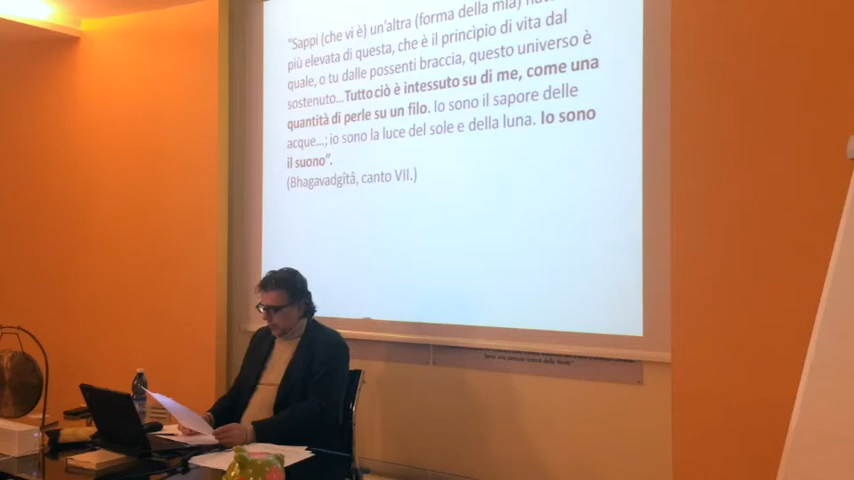 "Sappi (che vi è) un'altra (forma della mia)
più elevata di questa, che è il principio di vita dal
quale, o tu dalle possenti braccia, questo universo è
sostenuto...Tutto ciò è intessuto su di me, come una
quantità di perle su un filo. Io sono il sapore delle
acque...; io sono la luce del sole e della luna. Io sono
il suono".
(Bhagavadgîtâ, canto VII.)